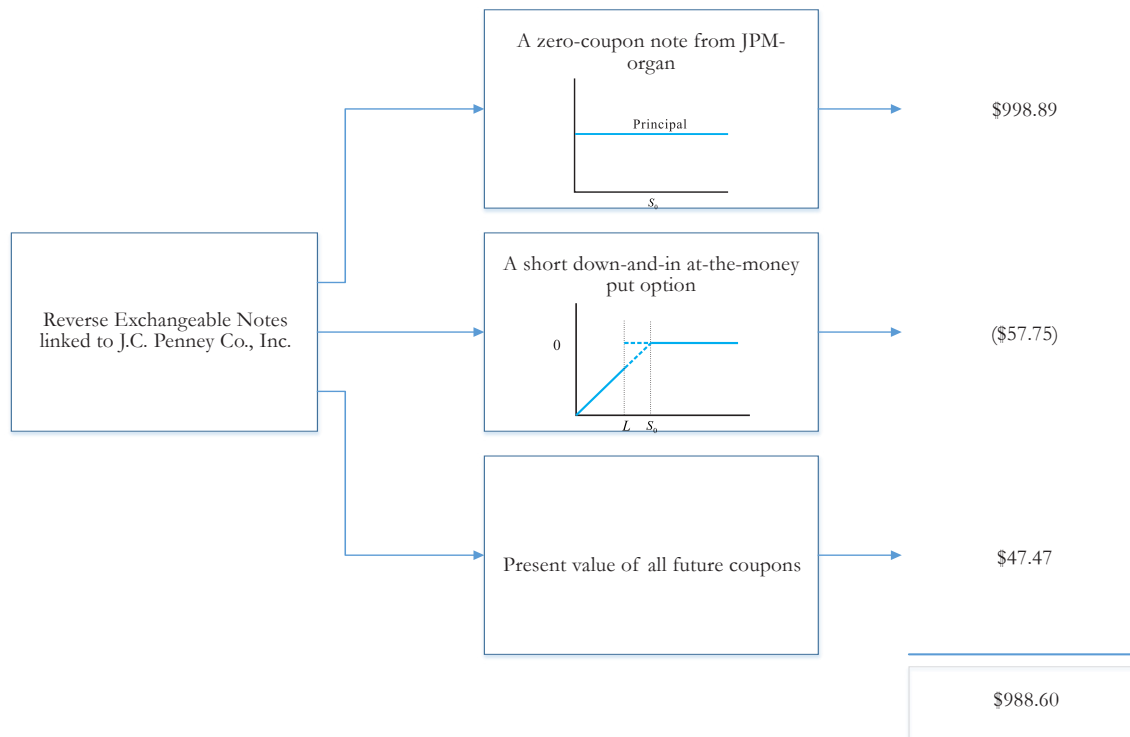 A zero-coupon note from JPM-
organ
Principal
S₀
$998.89
Reverse Exchangeable Notes
linked to J.C. Penney Co., Inc.
A short down-and-in at-the-money
put option
0
L S₀
($57.75)
Present value of all future coupons
$47.47
$988.60